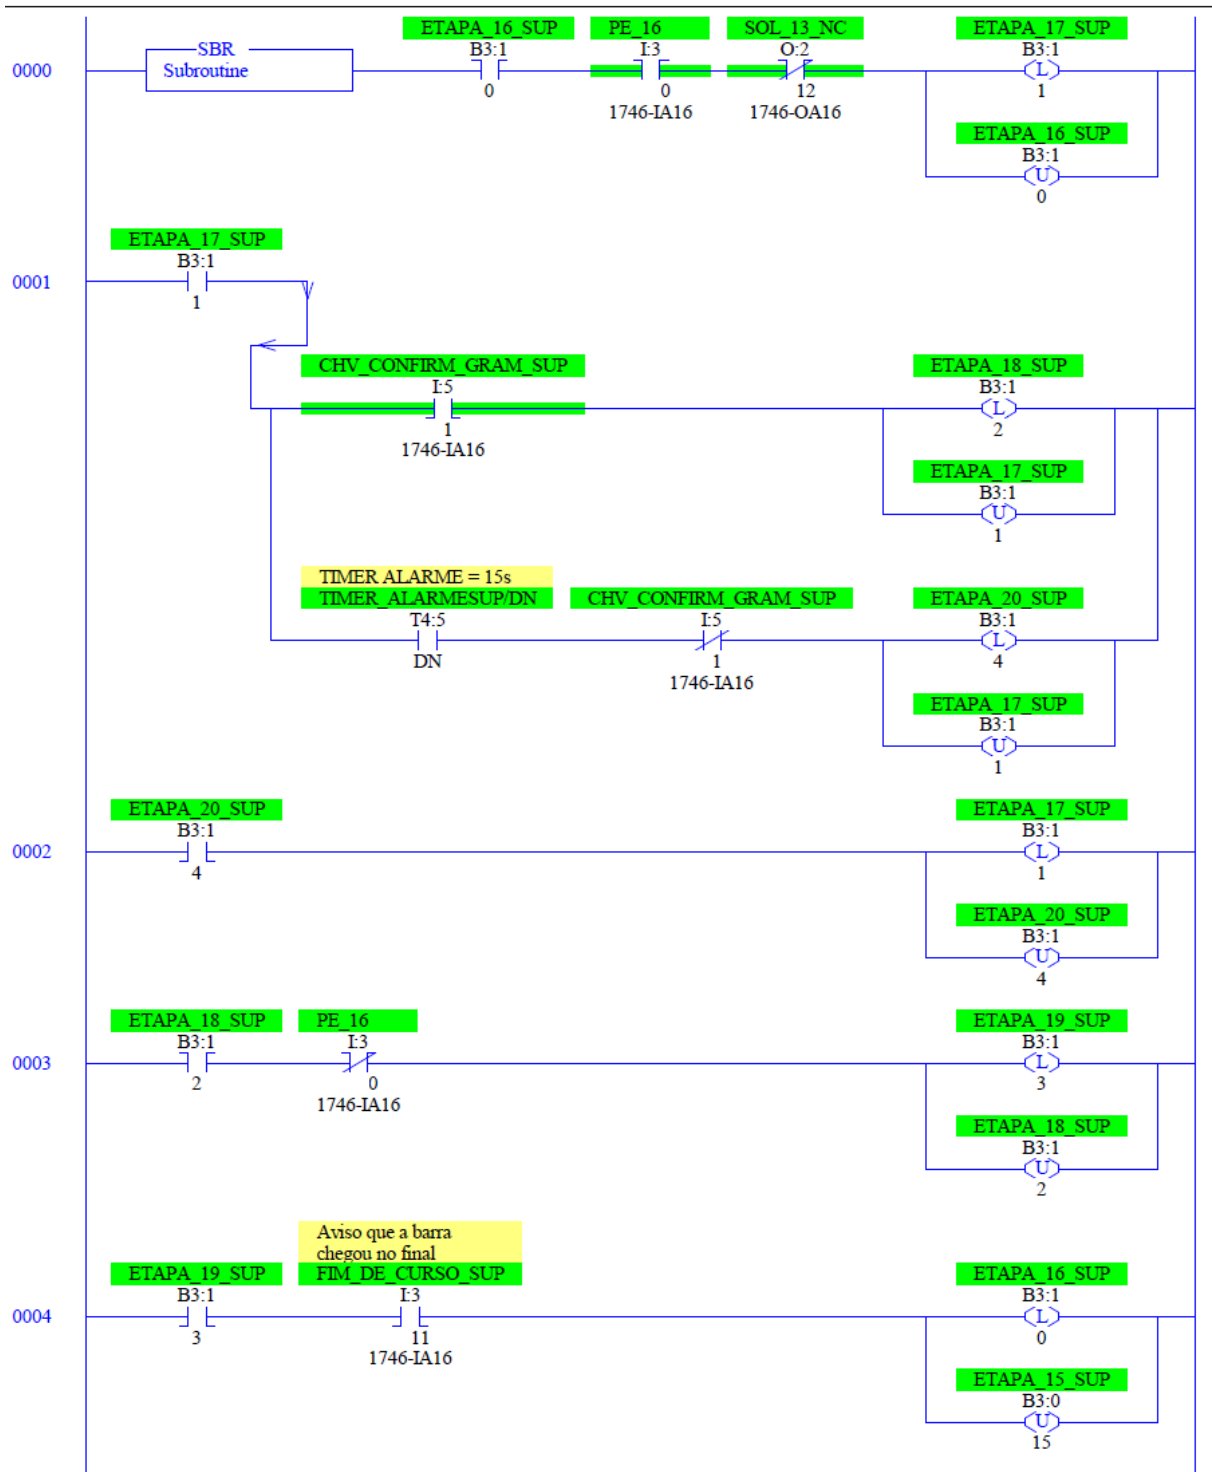 ETAPA_16_SUP PE_16 SOL_13_NC ETAPA_17_SUP
SBR B3:1 I:3 O:2 B3:1
0000 Subroutine L
0 0 12 1
1746-IA16 1746-OA16
ETAPA_16_SUP
B3:1
U
0
ETAPA_17_SUP
B3:1
0001
1
CHV_CONFIRM_GRAM_SUP ETAPA_18_SUP
I:5 B3:1
L
1 2
1746-IA16
ETAPA_17_SUP
B3:1
U
1
TIMER ALARME = 15s
TIMER_ALARMESUP/DN CHV_CONFIRM_GRAM_SUP ETAPA_20_SUP
T4:5 I:5 B3:1
L
DN 1 4
1746-IA16
ETAPA_17_SUP
B3:1
U
1
ETAPA_20_SUP ETAPA_17_SUP
B3:1 B3:1
0002 L
4 1
ETAPA_20_SUP
B3:1
U
4
ETAPA_18_SUP PE_16 ETAPA_19_SUP
B3:1 I:3 B3:1
0003 L
2 0 3
1746-IA16
ETAPA_18_SUP
B3:1
U
2
Aviso que a barra
chegou no final
ETAPA_19_SUP FIM_DE_CURSO_SUP ETAPA_16_SUP
B3:1 I:3 B3:1
0004 L
3 11 0
1746-IA16
ETAPA_15_SUP
B3:0
U
15